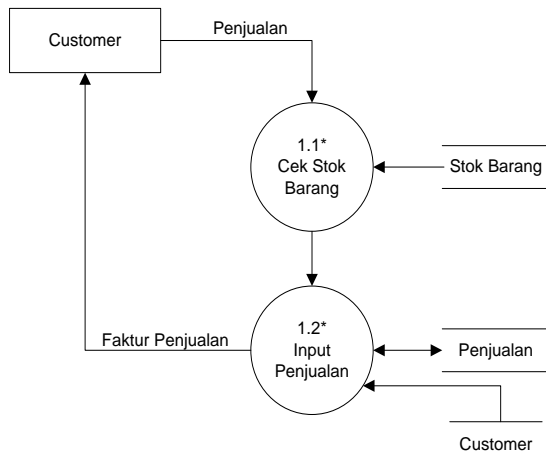 Customer
Penjualan
1.1*
Cek Stok
Barang
Stok Barang
1.2*
Input
Penjualan
Faktur Penjualan
Penjualan
Customer